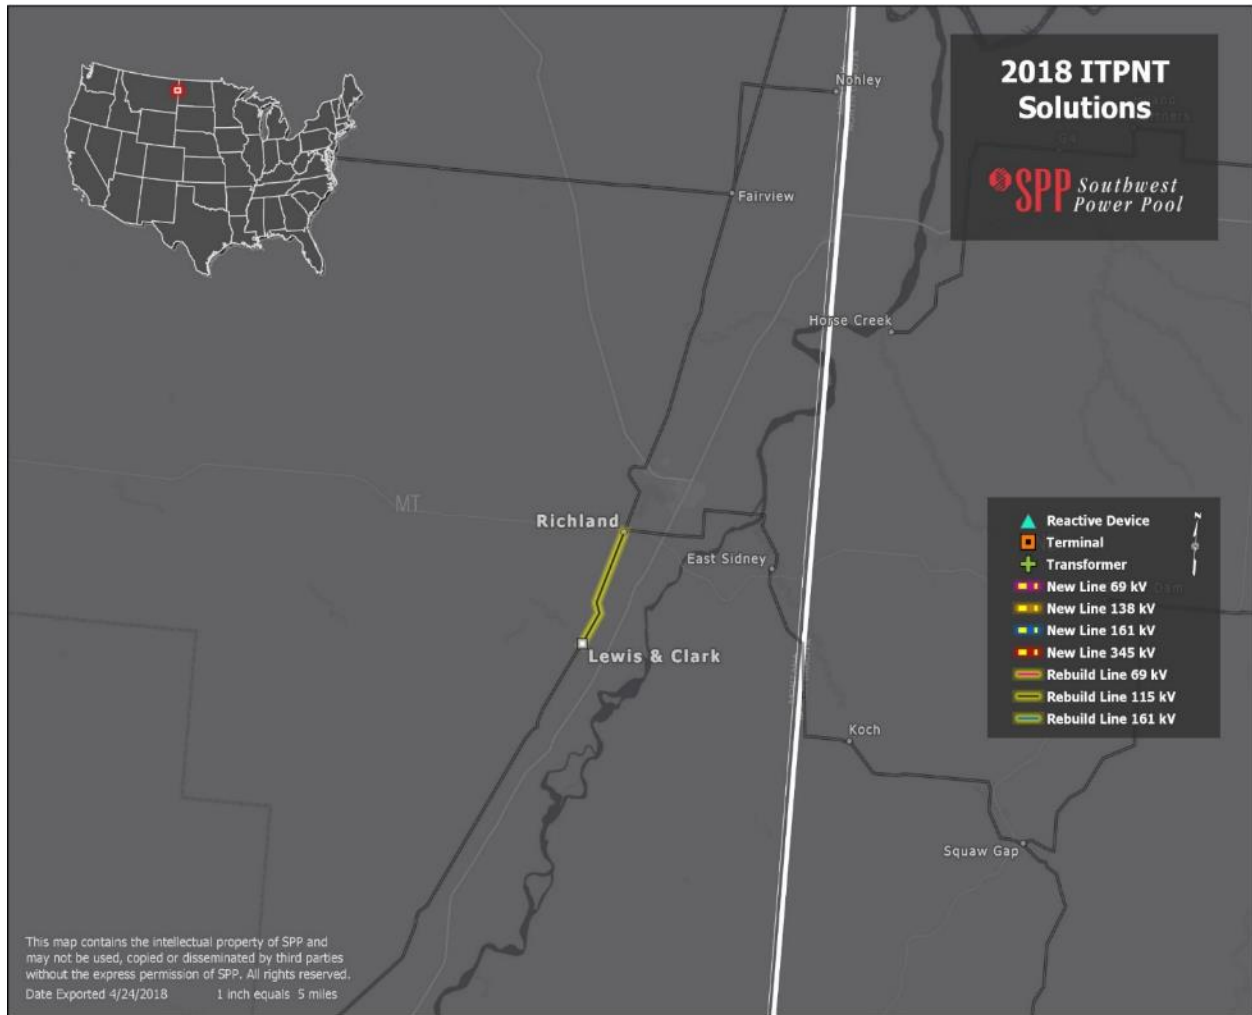 2018 ITPNT
Solutions
SPP Southwest
Power Pool
Nohley
Fairview
Horse Creek
MT
Richland
East Sidney
Lewis & Clark
Koch
Squaw Gap
Reactive Device
N
Terminal
Transformer
New Line 69 kV
New Line 138 kV
New Line 161 kV
New Line 345 kV
Rebuild Line 69 kV
Rebuild Line 115 kV
Rebuild Line 161 kV
This map contains the intellectual property of SPP and
may not be used, copied or disseminated by third parties
without the express permission of SPP. All rights reserved.
Date Exported 4/24/2018 1 inch equals 5 miles